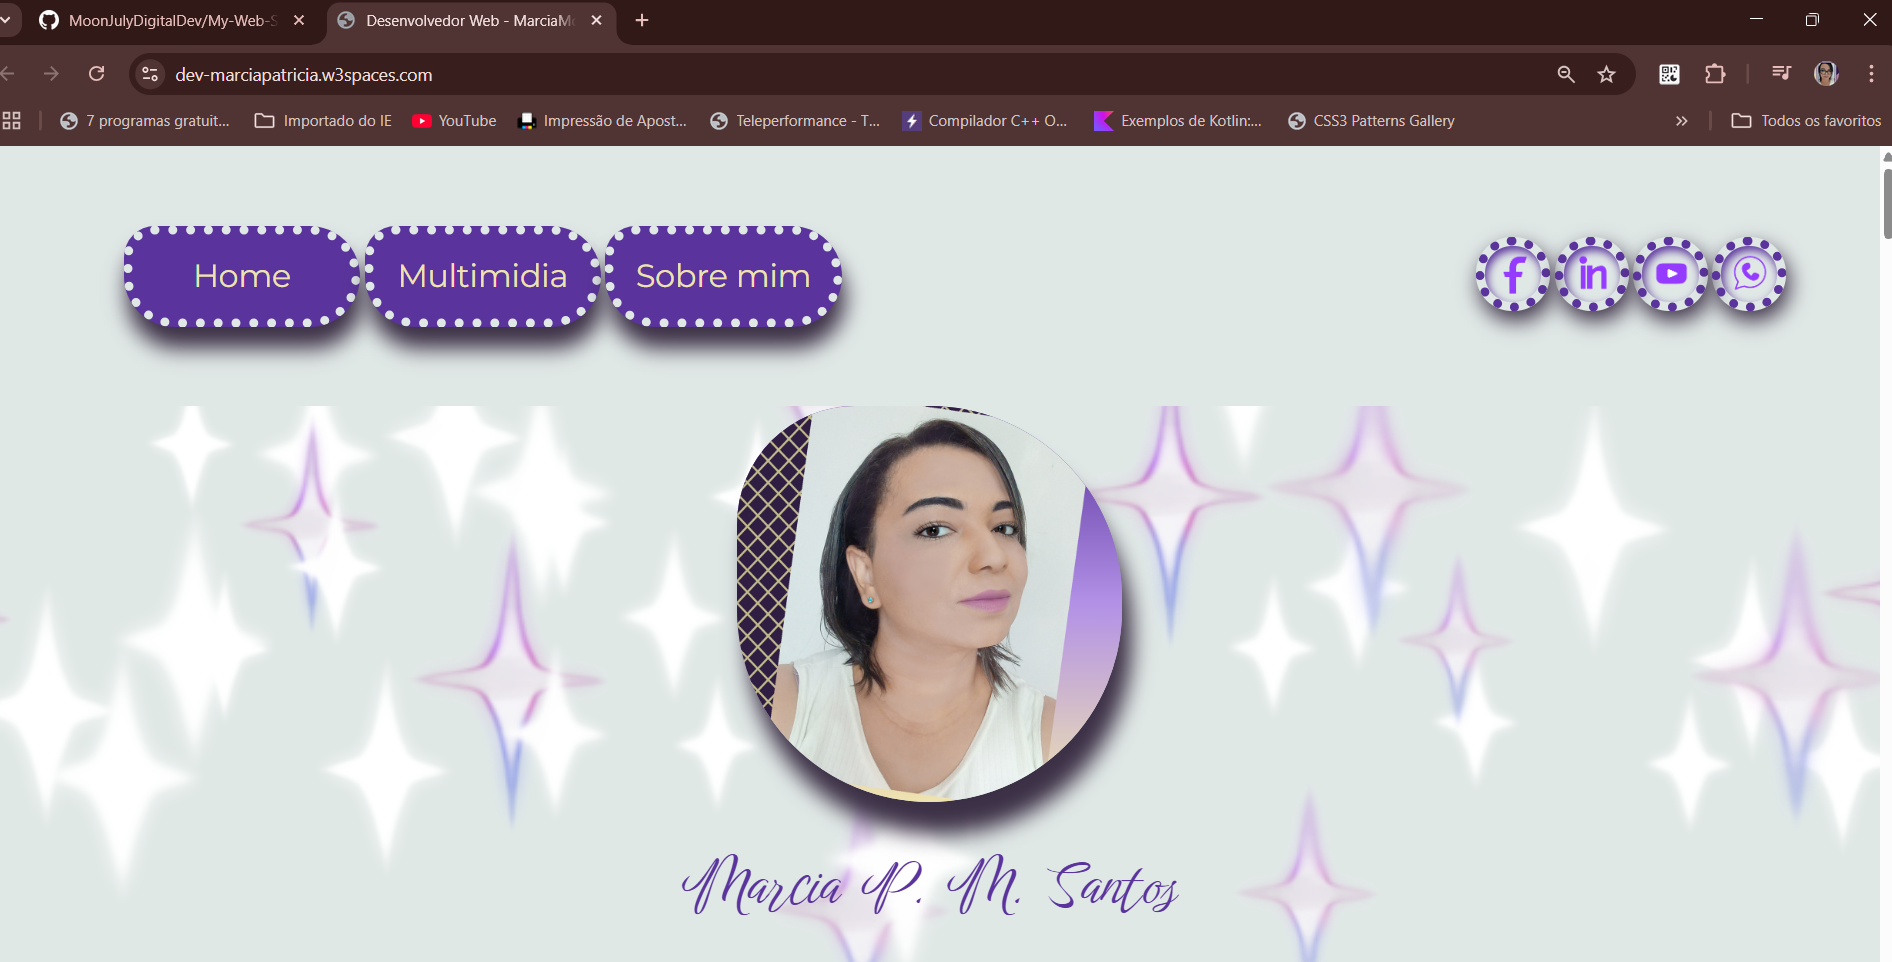 MoonJulyDigitalDev/My-Web-S
Desenvolvedor Web - MarciaM
dev-marciapatricia.w3spaces.com
7 programas gratuit...
Importado do IE
YouTube
Impressão de Apost...
Teleperformance - T...
Compilador C++ O...
Exemplos de Kotlin:...
CSS3 Patterns Gallery
Todos os favoritos
Home
Multimidia
Sobre mim
Marcia P. M. Santos